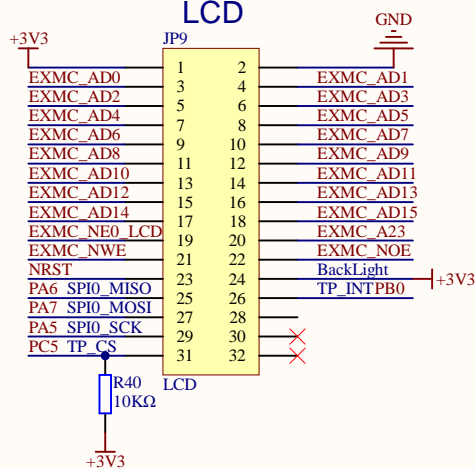 LCD
GND
+3V3
JP9
1 2
EXMC_AD0 3 4 EXMC_AD1
EXMC_AD2 5 6 EXMC_AD3
EXMC_AD4 7 8 EXMC_AD5
EXMC_AD6 9 10 EXMC_AD7
EXMC_AD8 11 12 EXMC_AD9
EXMC_AD10 13 14 EXMC_AD11
EXMC_AD12 15 16 EXMC_AD13
EXMC_AD14 17 18 EXMC_AD15
EXMC_NE0_LCD 19 20 EXMC_A23
EXMC_NWE 21 22 EXMC_NOE
NRST 23 24 BackLight +3V3
PA6 SPI0_MISO 25 26 TP_INTPB0
PA7 SPI0_MOSI 27 28
PA5 SPI0_SCK 29 30
PC5 TP_CS 31 32
R40 LCD
10KΩ
+3V3